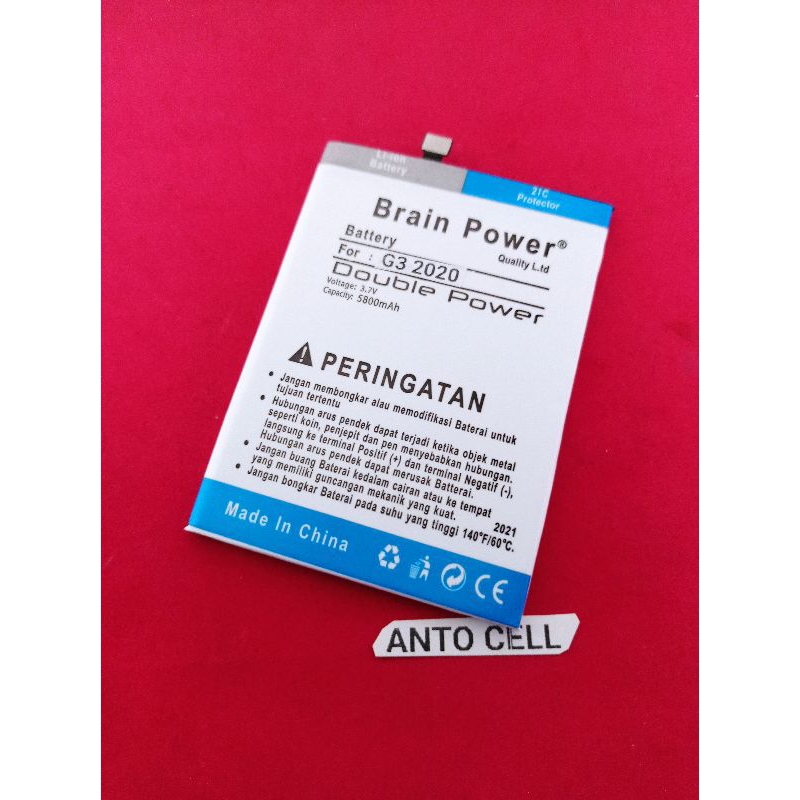 Li-ion
Battery
2IC
Protector
Brain Power®
Battery
Quality L.td
For : G3 2020
Double Power
Voltage: 3.7V
Capacity: 5800mAh
PERINGATAN
• Jangan membongkar alau memodifikasi Baterai untuk
tujuan tertentu
• Hubungan arus pendek dapat terjadi ketika objek metal
seperti koin, penjepit dan pen menyebabkan hubungan.
langsung ke terminal Positif (+) dan terminal Negatif (-),
• Hubungan arus pendek dapat merusak Baterai.
• Jangan buang Baterai kedalam cairan atau ke tempat
yang memiliki guncangan mekanik yang kuat.
2021
• Jangan bongkar Baterai pada suhu yang tinggi 140°F/60°C.
Made In China
CE
ANTO CELL